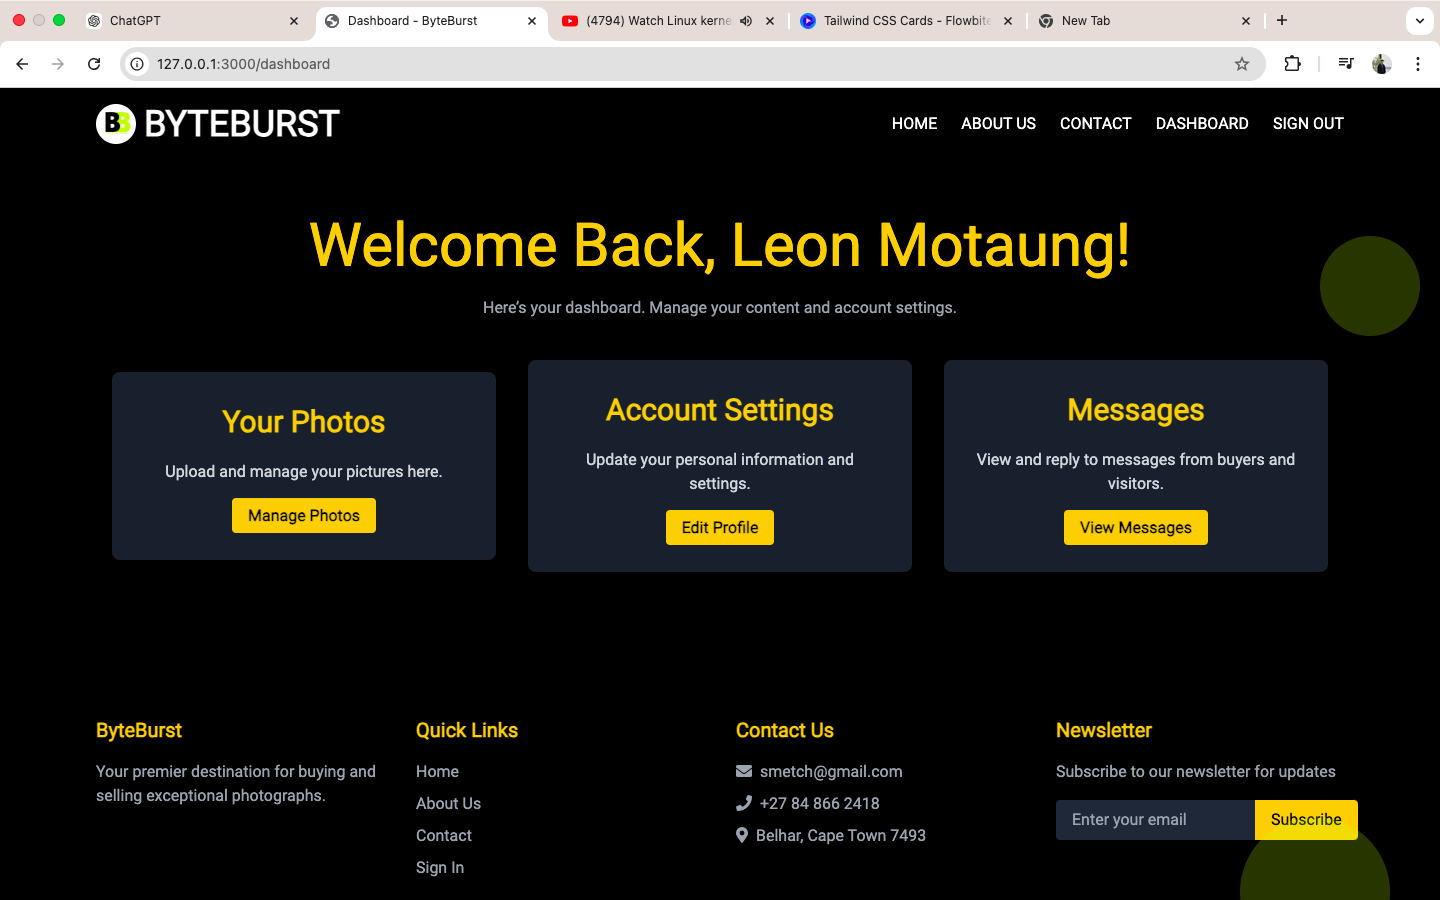 ChatGPT
Dashboard - ByteBurst
(4794) Watch Linux kerne
Tailwind CSS Cards - Flowbite
New Tab
127.0.0.1:3000/dashboard
BB BYTEBURST
HOME
ABOUT US
CONTACT
DASHBOARD
SIGN OUT
Welcome Back, Leon Motaung!
Here’s your dashboard. Manage your content and account settings.
Your Photos
Upload and manage your pictures here.
Manage Photos
Account Settings
Update your personal information and
settings.
Edit Profile
Messages
View and reply to messages from buyers and
visitors.
View Messages
ByteBurst
Your premier destination for buying and
selling exceptional photographs.
Quick Links
Home
About Us
Contact
Sign In
Contact Us
smetch@gmail.com
+27 84 866 2418
Belhar, Cape Town 7493
Newsletter
Subscribe to our newsletter for updates
Enter your email
Subscribe